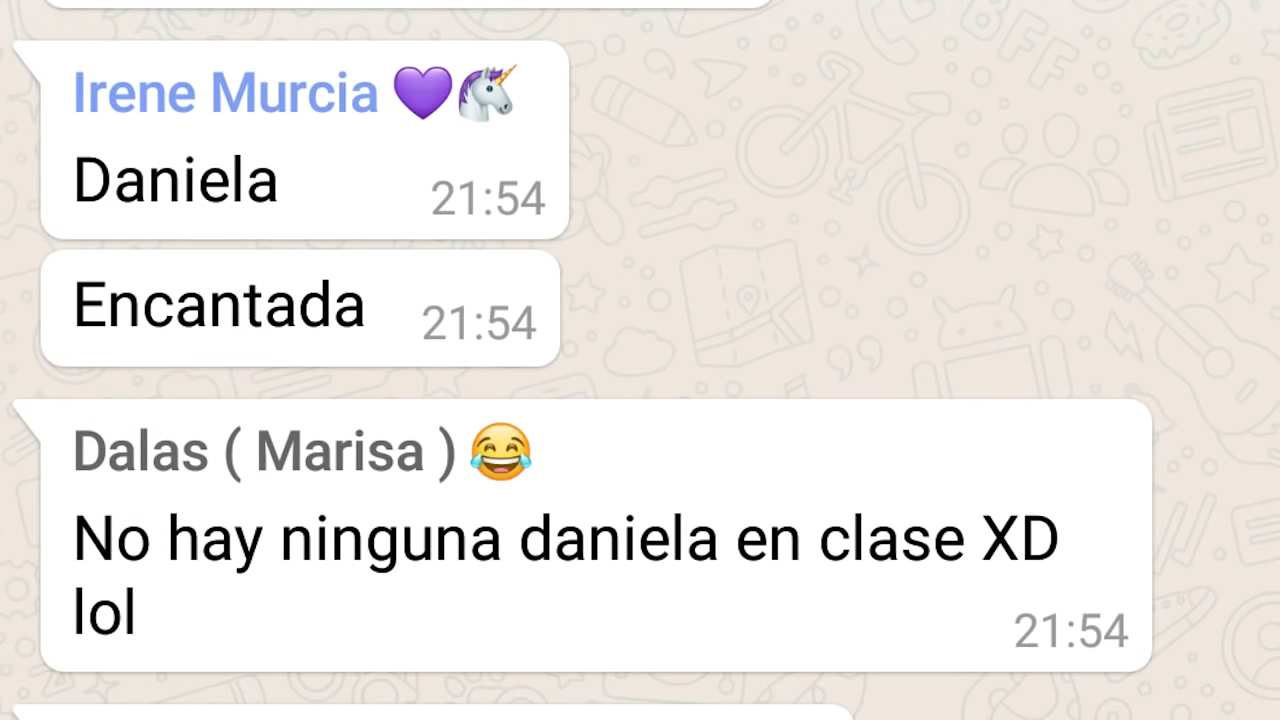 Irene Murcia 💜🦄
Daniela
21:54
Encantada
21:54
Dalas ( Marisa ) 😂
No hay ninguna daniela en clase XD
lol
21:54